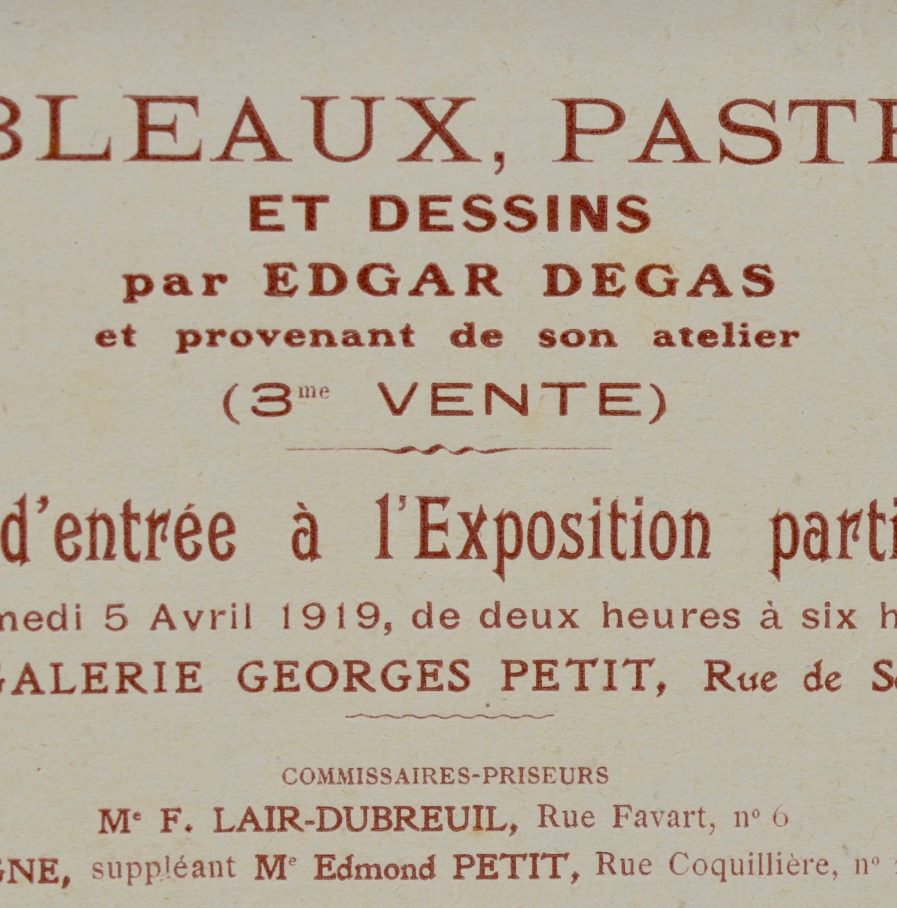 BLEAUX, PASTE
ET DESSINS
par EDGAR DEGAS
et provenant de son atelier
(3me VENTE)
d'entrée à l'Exposition parti
medi 5 Avril 1919, de deux heures à six h
GALERIE GEORGES PETIT, Rue de S
COMMISSAIRES-PRISEURS
Me F. LAIR-DUBREUIL, Rue Favart, no 6
GNE, suppléant Me Edmond PETIT, Rue Coquillière, no